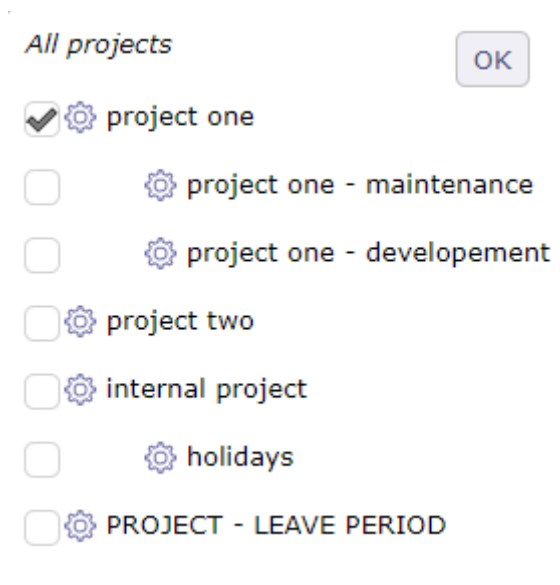 All projects
OK
project one
project one - maintenance
project one - developement
project two
internal project
holidays
PROJECT - LEAVE PERIOD